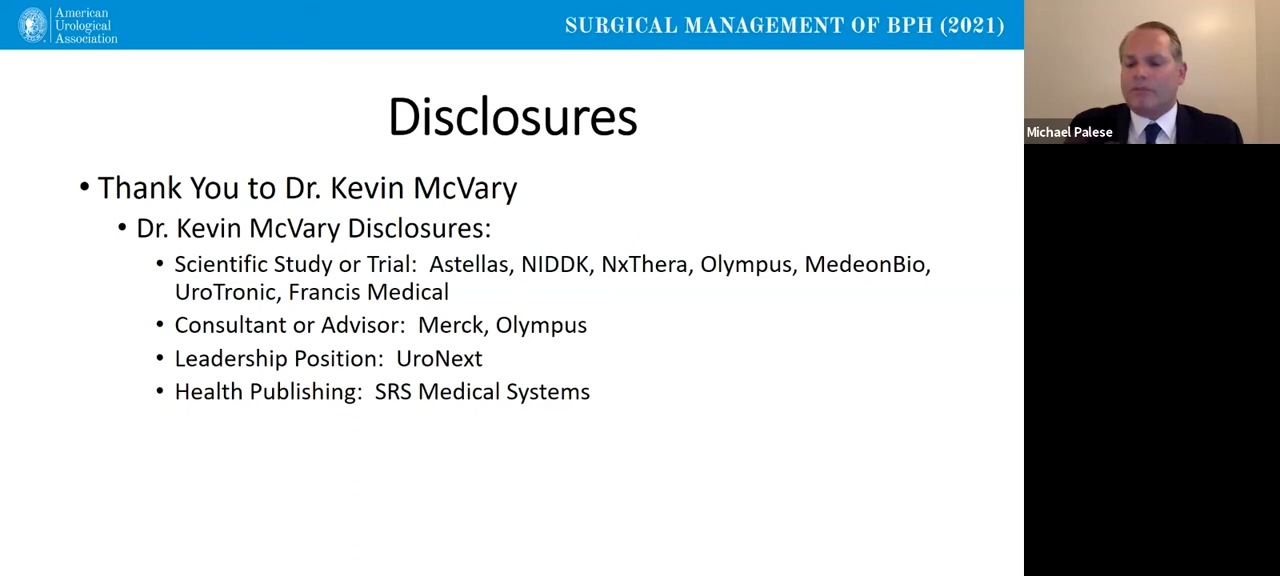 American
Urological
Association
SURGICAL MANAGEMENT OF BPH (2021)
Disclosures
• Thank You to Dr. Kevin McVary
• Dr. Kevin McVary Disclosures:
• Scientific Study or Trial: Astellas, NIDDK, NxThera, Olympus, MedeonBio,
UroTronic, Francis Medical
• Consultant or Advisor: Merck, Olympus
• Leadership Position: UroNext
• Health Publishing: SRS Medical Systems
Michael Palese